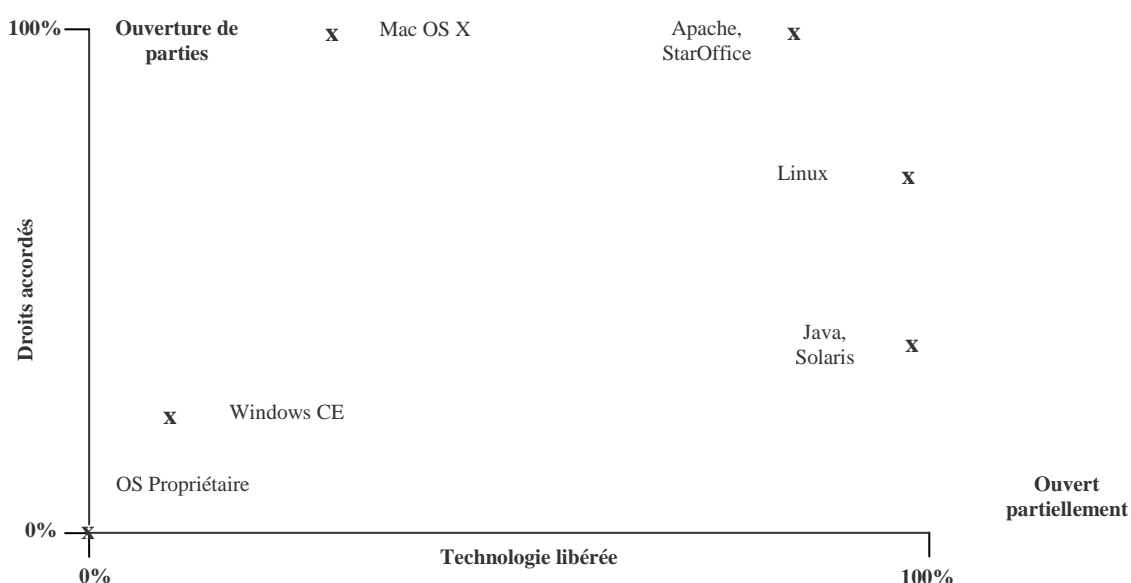 100%
Ouverture de
parties
x
Mac OS X
Apache,
StarOffice
x
Linux
x
Droits accordés
Java,
Solaris
x
x
Windows CE
OS Propriétaire
Ouvert
partiellement
0%
x
Technologie libérée
0%
100%